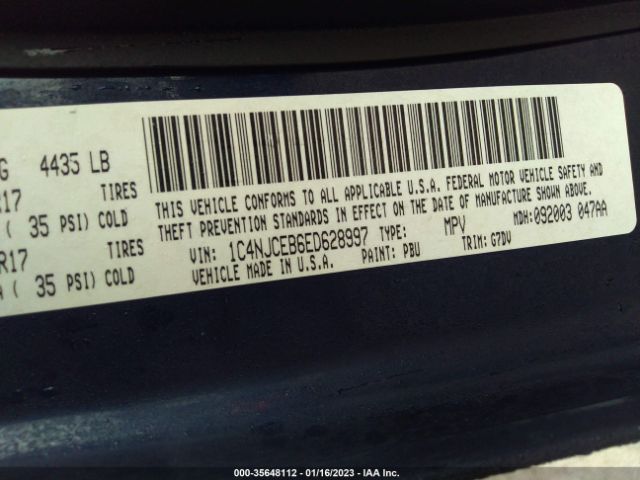 G 4435 LB
R17 TIRES
( 35 PSI) COLD
R17 TIRES
( 35 PSI) COLD
THIS VEHICLE CONFORMS TO ALL APPLICABLE U.S.A. FEDERAL MOTOR VEHICLE SAFETY AND
THEFT PREVENTION STANDARDS IN EFFECT ON THE DATE OF MANUFACTURE SHOWN ABOVE.
VIN: 1C4NJCEB6ED628997 TYPE: MPV MDH: 092003 047AA
VEHICLE MADE IN U.S.A. PAINT: PBU TRIM: G7DV
000-35648112 - 01/16/2023 - IAA Inc.